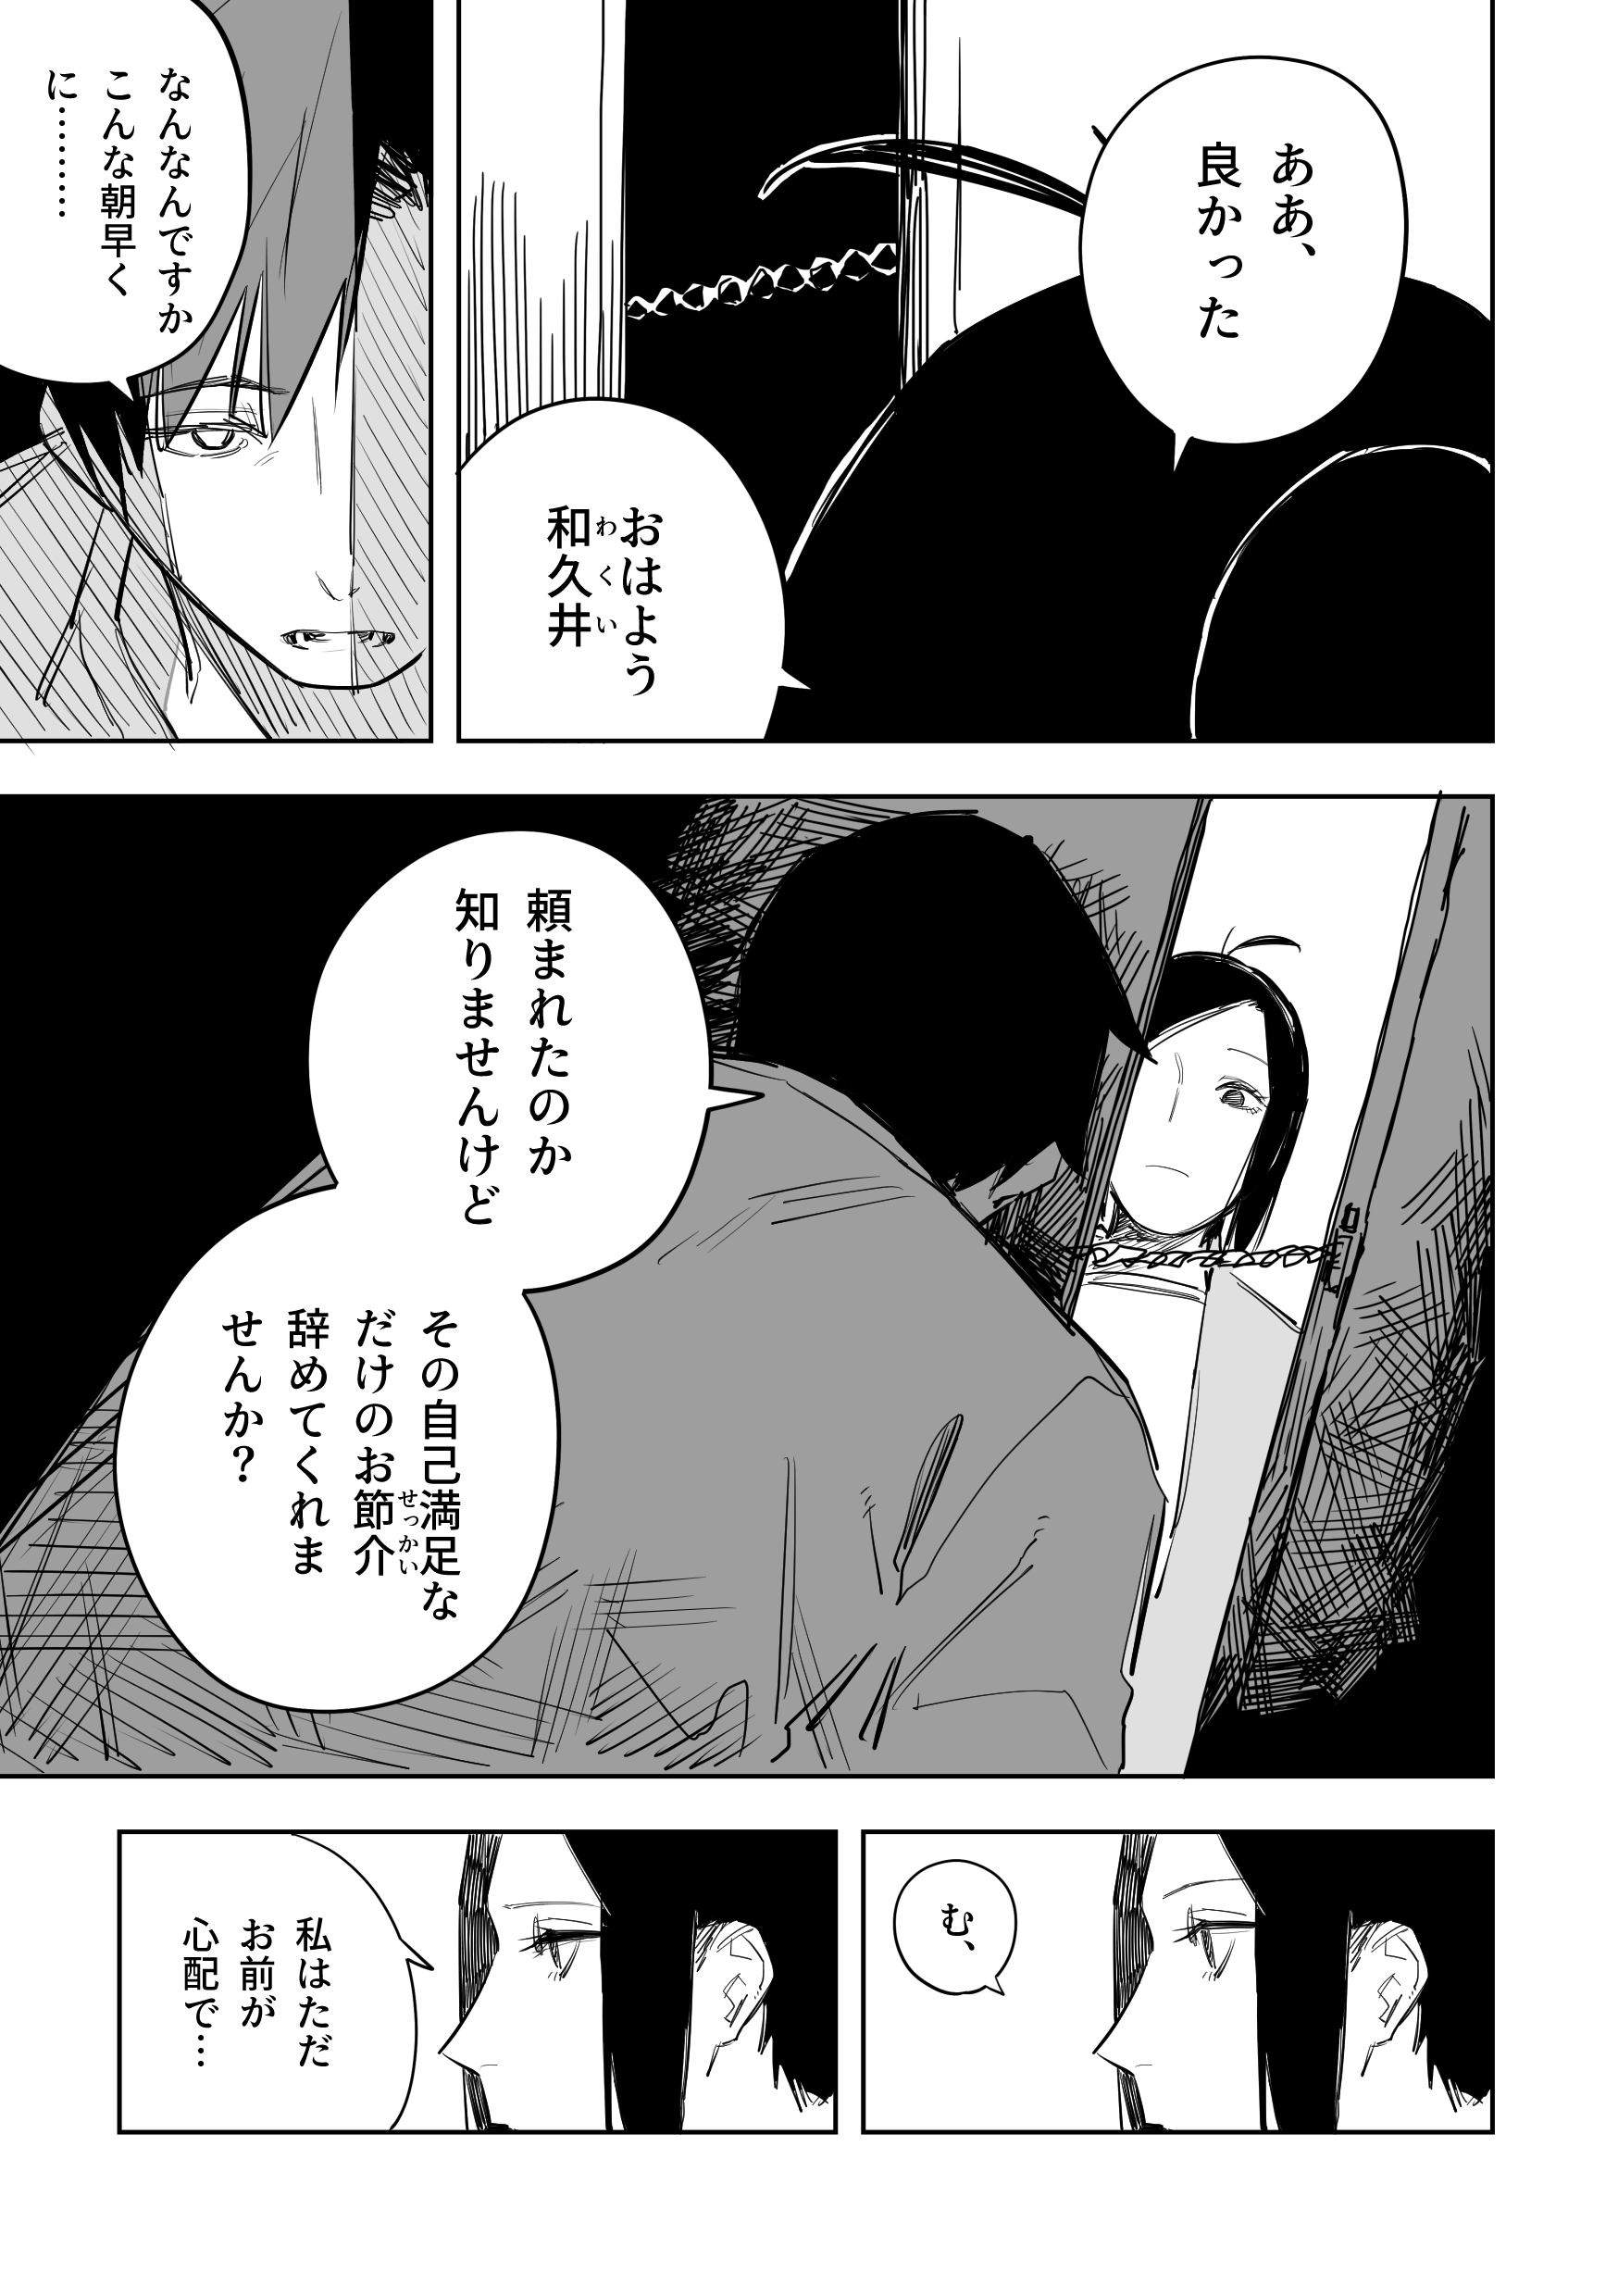 ああ、
良かった
おはよう
和久井
わくい
なんなんですか
こんな朝早く
に………
頼まれたのか
知りませんけど
その自己満足な
だけのお節介
せっかい
辞めてくれま
せんか？
む、
私はただ
お前が
心配で…